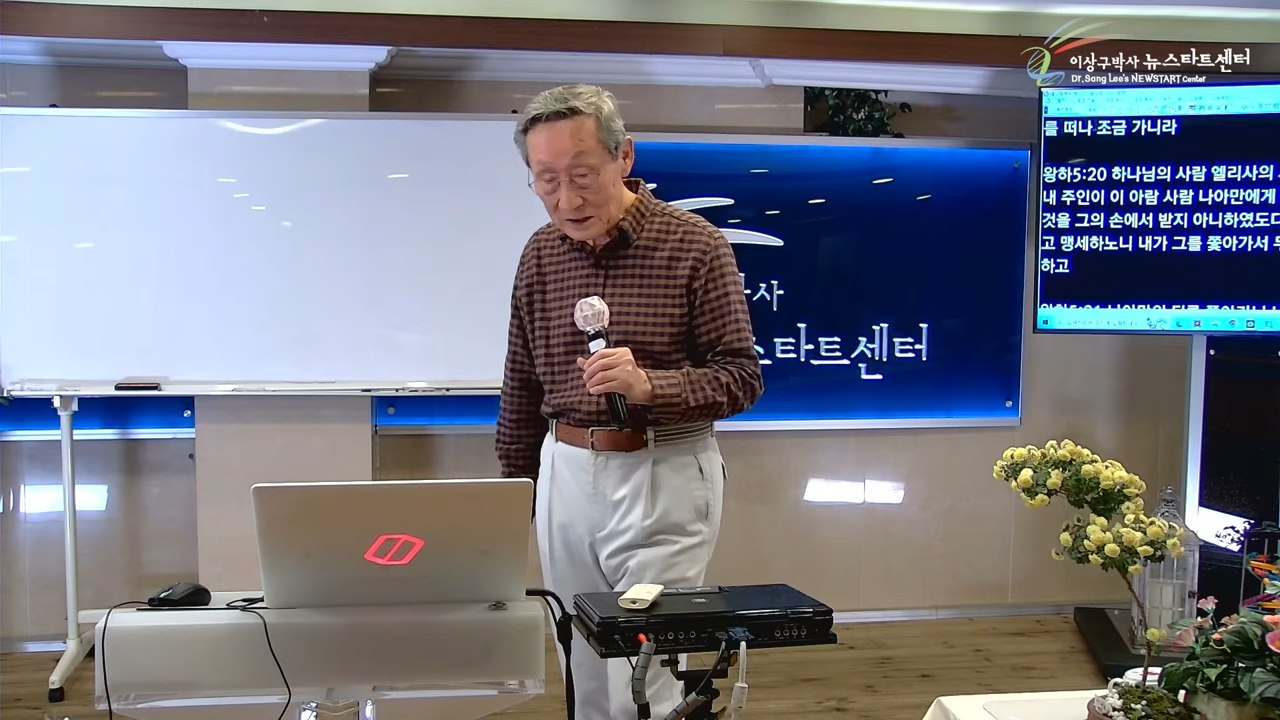 이상구박사 뉴스타트센터
Dr. Sang Lee's NEWSTART Center
를 떠나 조금 가니라
왕하5:20 하나님의 사람 엘리사의
내 주인이 이 아람 사람 나아만에게
것을 그의 손에서 받지 아니하였도다
고 맹세하노니 내가 그를 쫓아가서
하고
사
스타트센터